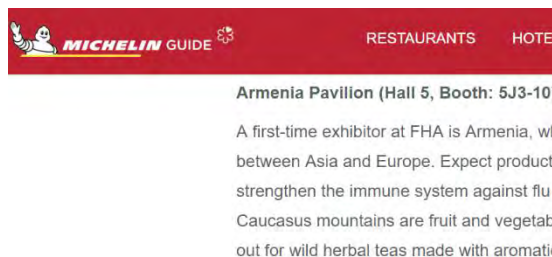 MICHELIN GUIDE RESTAURANTS HOTE
Armenia Pavilion (Hall 5, Booth: 5J3-10
A first-time exhibitor at FHA is Armenia, wh
between Asia and Europe. Expect product
strengthen the immune system against flu
Caucasus mountains are fruit and vegetab
out for wild herbal teas made with aromati